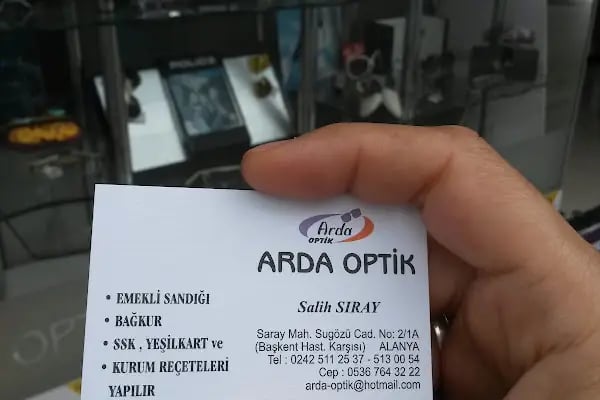 POLICE
Arda
OPTİK
ARDA OPTİK
• EMEKLİ SANDIĞI
• BAĞKUR
• SSK , YEŞİLKART ve
• KURUM REÇETELERİ
YAPILIR
Salih SIRAY
Saray Mah. Sugözü Cad. No: 2/1A
(Başkent Hast. Karşısı) ALANYA
Tel : 0242 511 25 37 - 513 00 54
Cep : 0536 764 32 22
arda-optik@hotmail.com